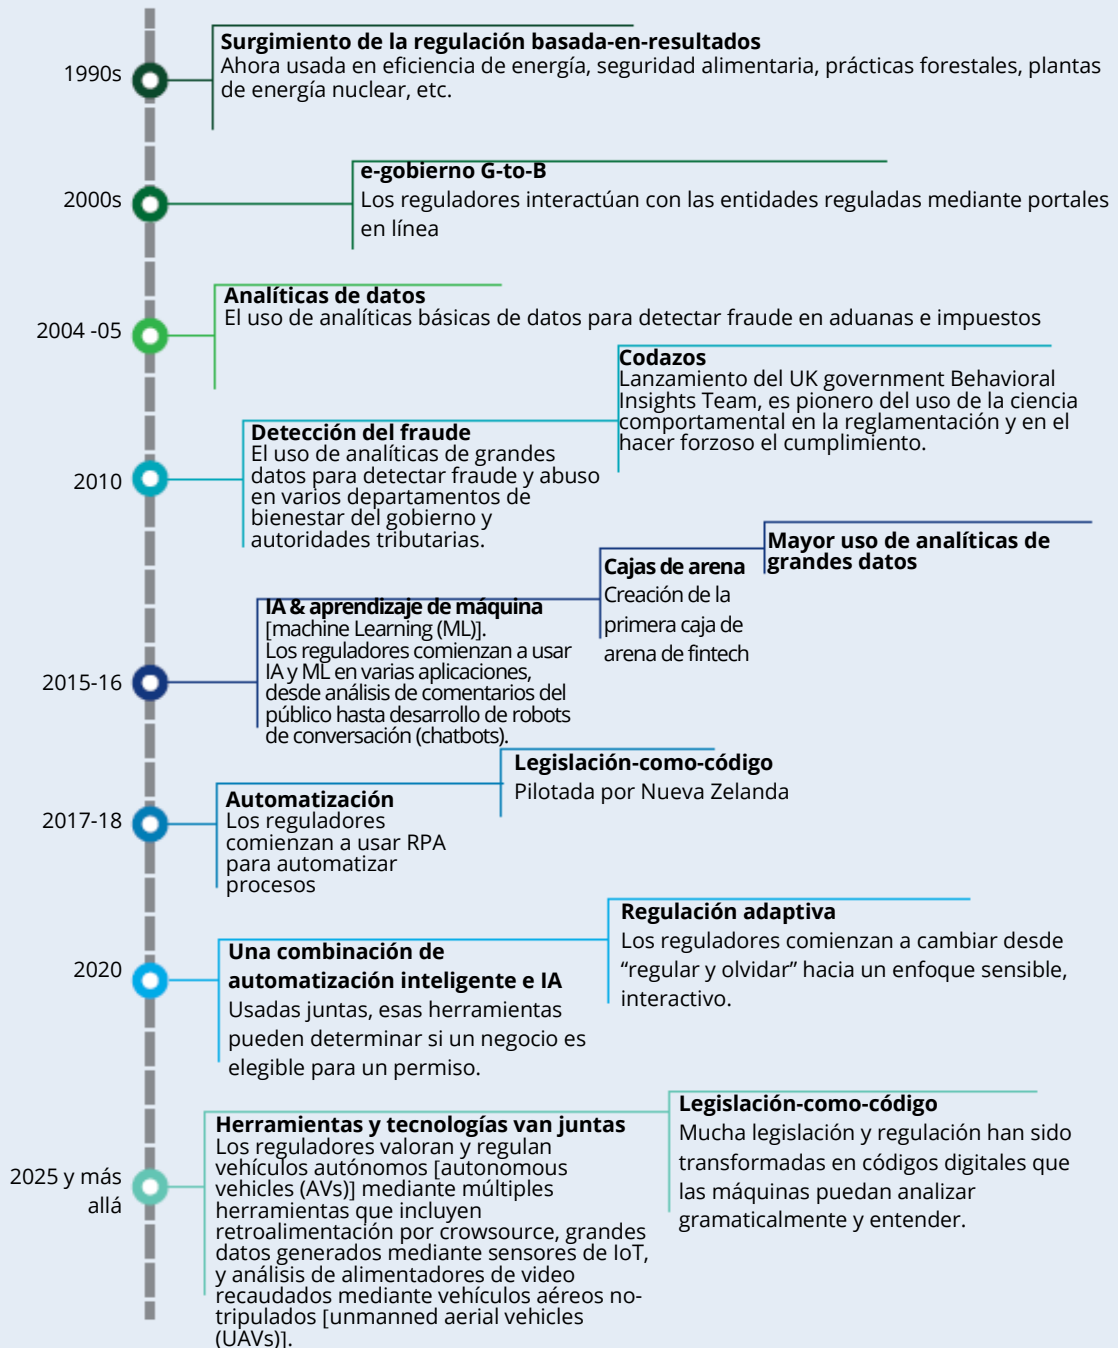 1990s
Surgimiento de la regulación basada-en-resultados
Ahora usada en eficiencia de energía, seguridad alimentaria, prácticas forestales, plantas
de energía nuclear, etc.
2000s
e-gobierno G-to-B
Los reguladores interactúan con las entidades reguladas mediante portales
en línea
2004 -05
Analíticas de datos
El uso de analíticas básicas de datos para detectar fraude en aduanas e impuestos
2010
Detección del fraude
El uso de analíticas de grandes
datos para detectar fraude y abuso
en varios departamentos de
bienestar del gobierno y
autoridades tributarias.
Codazos
Lanzamiento del UK government Behavioral
Insights Team, es pionero del uso de la ciencia
comportamental en la reglamentación y en el
hacer forzoso el cumplimiento.
2015-16
IA & aprendizaje de máquina
[machine Learning (ML)].
Los reguladores comienzan a usar
IA y ML en varias aplicaciones,
desde análisis de comentarios del
público hasta desarrollo de robots
de conversación (chatbots).
Cajas de arena
Creación de la
primera caja de
arena de fintech
Mayor uso de analíticas de
grandes datos
2017-18
Automatización
Los reguladores
comienzan a usar RPA
para automatizar
procesos
Legislación-como-código
Pilotada por Nueva Zelanda
2020
Una combinación de
automatización inteligente e IA
Usadas juntas, esas herramientas
pueden determinar si un negocio es
elegible para un permiso.
Regulación adaptiva
Los reguladores comienzan a cambiar desde
“regular y olvidar” hacia un enfoque sensible,
interactivo.
2025 y más
allá
Herramientas y tecnologías van juntas
Los reguladores valoran y regulan
vehículos autónomos [autonomous
vehicles (AVs)] mediante múltiples
herramientas que incluyen
retroalimentación por crowsource, grandes
datos generados mediante sensores de IoT,
y análisis de alimentadores de video
recaudados mediante vehículos aéreos no-
tripulados [unmanned aerial vehicles
(UAVs)].
Legislación-como-código
Mucha legislación y regulación han sido
transformadas en códigos digitales que
las máquinas puedan analizar
gramaticalmente y entender.